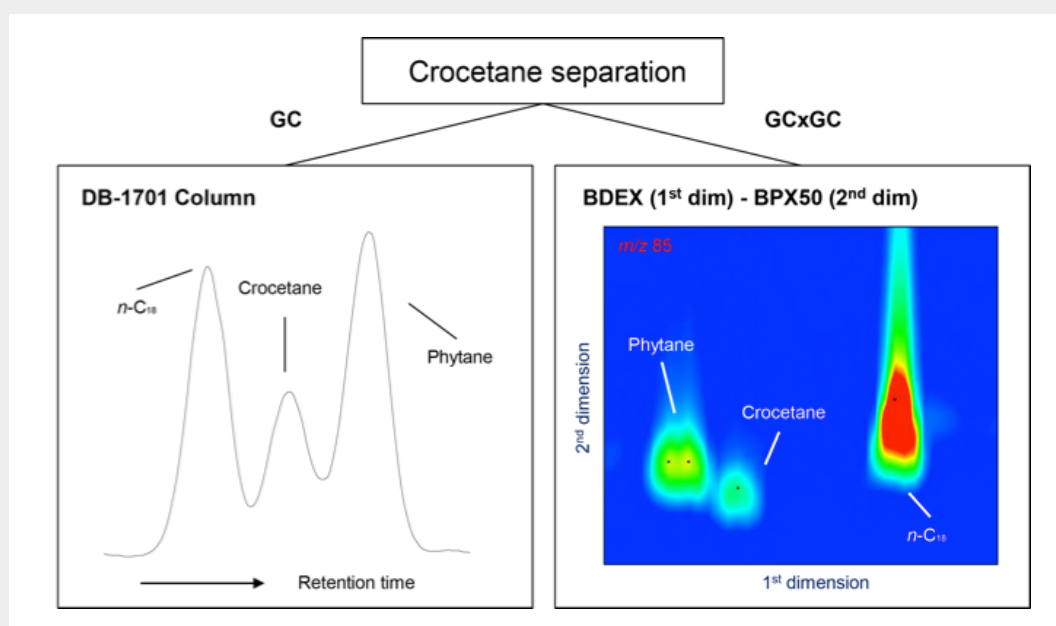 Crocetane separation
GC
GCxGC
DB-1701 Column
n-C₁₈
Crocetane
Phytane
Retention time
BDEX (1ˢᵗ dim) - BPX50 (2ⁿᵈ dim)
m/z 85
Phytane
Crocetane
n-C₁₈
2ⁿᵈ dimension
1ˢᵗ dimension